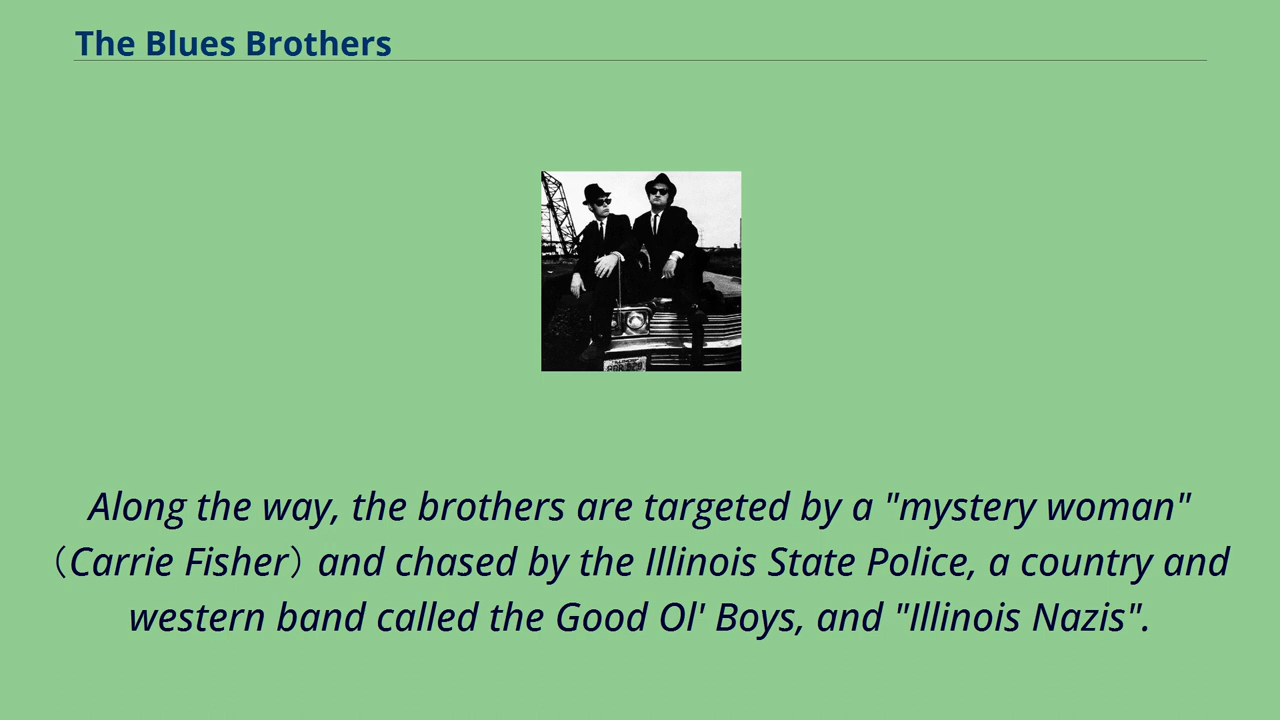 The Blues Brothers
Along the way, the brothers are targeted by a "mystery woman"
（Carrie Fisher）and chased by the Illinois State Police, a country and
western band called the Good Ol' Boys, and "Illinois Nazis".